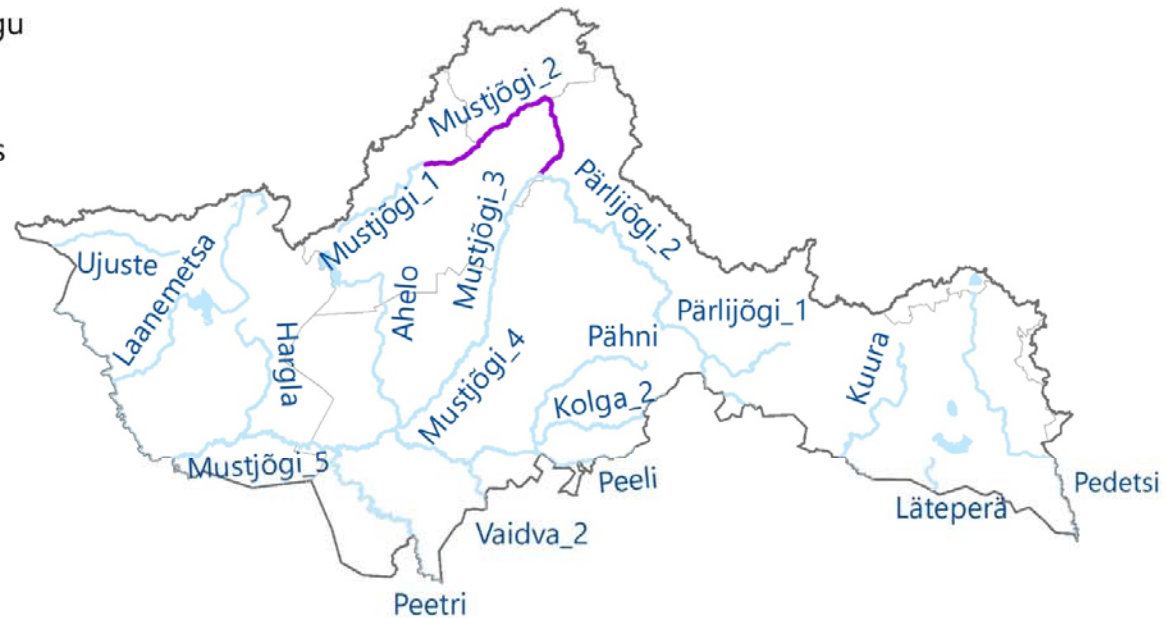 gu
s
Mustjõgi_2
Mustjõgi_1
Mustjõgi_3
Pärlijõgi_2
Ujuste
Laanemetsa
Ahelo
Hargla
Mustjõgi_4
Pähni
Pärlijõgi_1
Kuura
Kolga_2
Mustjõgi_5
Peeli
Pedetsi
Läteperä
Vaidva_2
Peetri